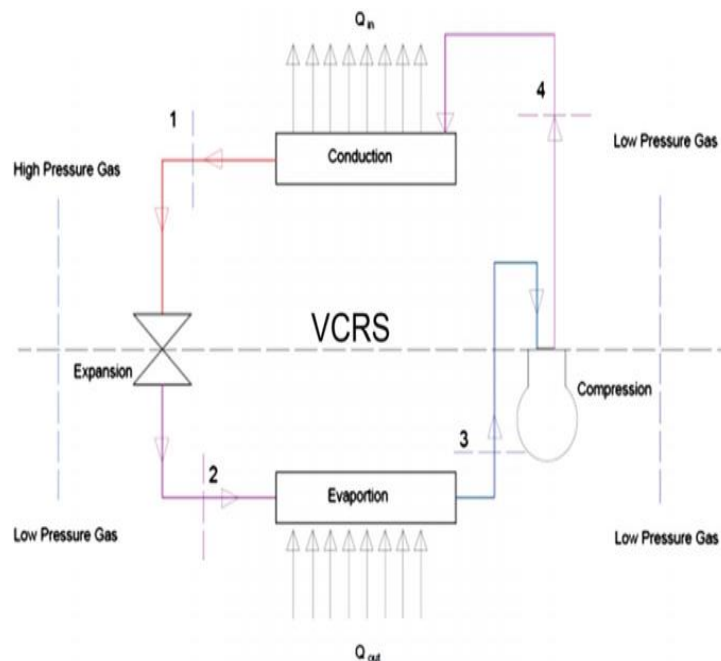 Q in
4
1
Low Pressure Gas
Conduction
High Pressure Gas
VCRS
Expansion
Compression
3
2
Evaportion
Low Pressure Gas
Low Pressure Gas
Q out